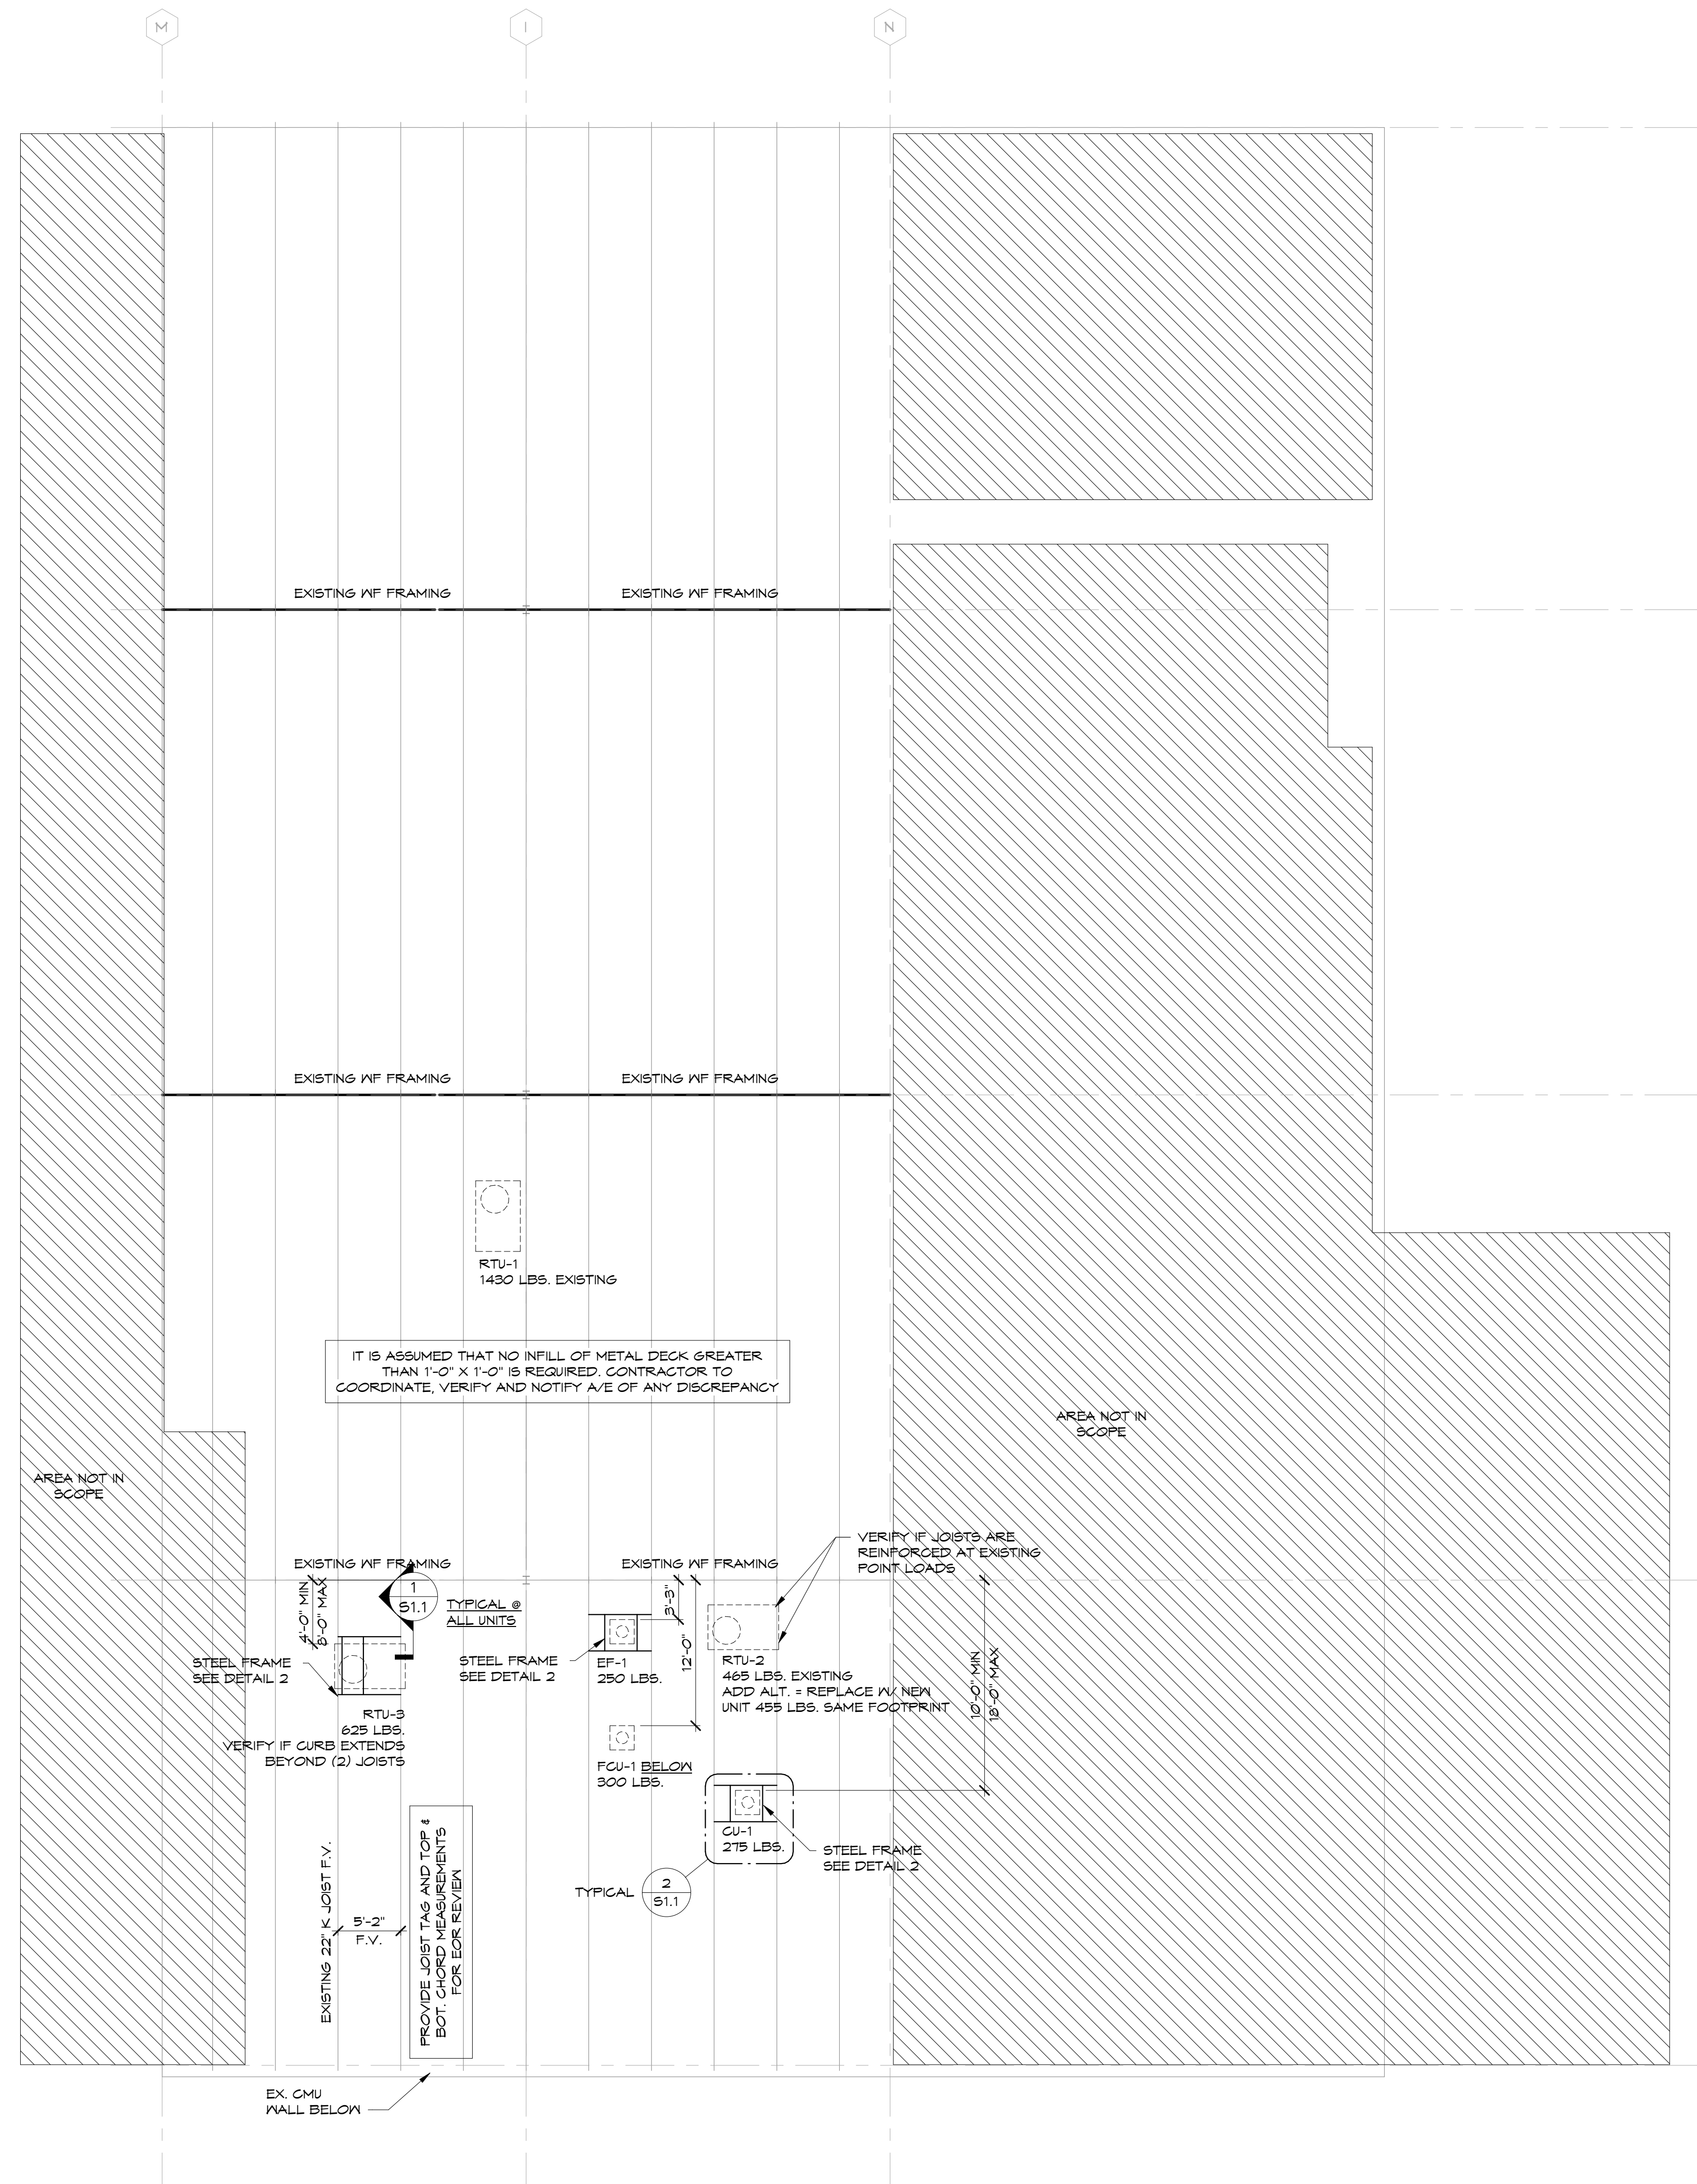 M
I
N
EXISTING WF FRAMING
EXISTING WF FRAMING
EXISTING WF FRAMING
EXISTING WF FRAMING
RTU-1
1430 LBS. EXISTING
IT IS ASSUMED THAT NO INFILL OF METAL DECK GREATER
THAN 1'-0" X 1'-0" IS REQUIRED. CONTRACTOR TO
COORDINATE, VERIFY AND NOTIFY A/E OF ANY DISCREPANCY
AREA NOT IN
SCOPE
AREA NOT IN
SCOPE
VERIFY IF JOISTS ARE
REINFORCED AT EXISTING
POINT LOADS
EXISTING WF FRAMING
EXISTING WF FRAMING
4'-0" MIN
8'-0" MAX
1
S1.1
TYPICAL @
ALL UNITS
3'-3"
12'-0"
STEEL FRAME
SEE DETAIL 2
STEEL FRAME
SEE DETAIL 2
EF-1
250 LBS.
RTU-2
465 LBS. EXISTING
ADD ALT. = REPLACE W/ NEW
UNIT 455 LBS. SAME FOOTPRINT
10'-0" MIN
18'-0" MAX
RTU-3
625 LBS.
VERIFY IF CURB EXTENDS
BEYOND (2) JOISTS
FCU-1 BELOW
300 LBS.
CU-1
275 LBS.
STEEL FRAME
SEE DETAIL 2
TYPICAL
2
S1.1
EXISTING 22" K JOIST F.V.
5'-2"
F.V.
PROVIDE JOIST TAG AND TOP &
BOT. CHORD MEASUREMENTS
FOR EOR REVIEW
EX. CMU
WALL BELOW